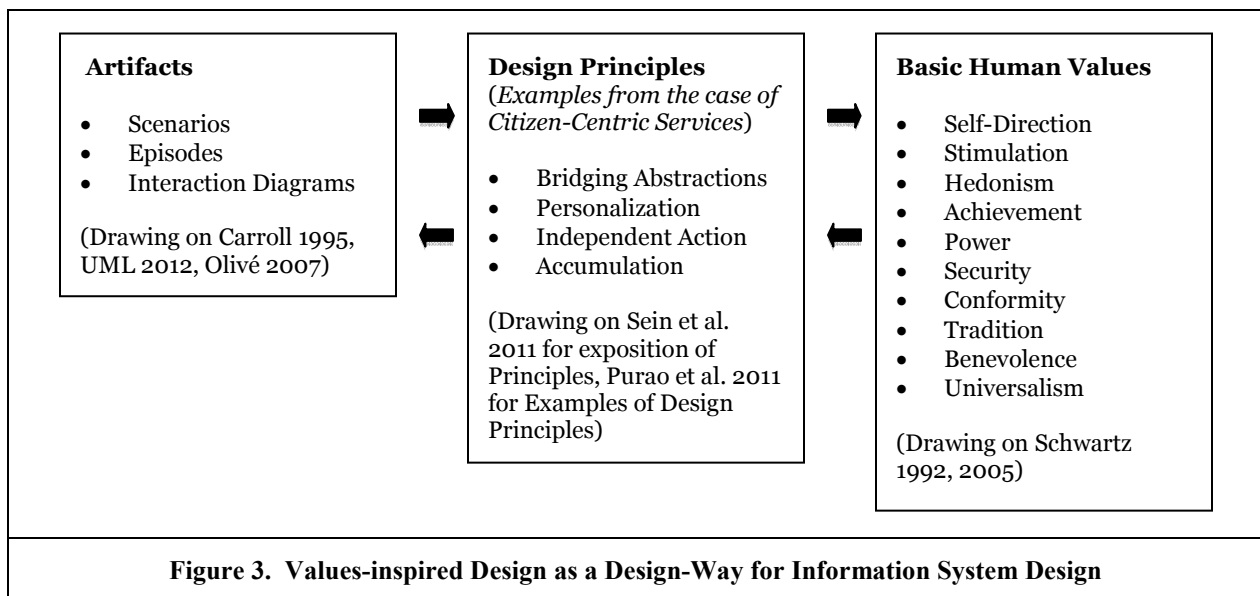 Artifacts
• Scenarios
• Episodes
• Interaction Diagrams
(Drawing on Carroll 1995,
UML 2012, Olivé 2007)
Design Principles
(Examples from the case of
Citizen-Centric Services)
• Bridging Abstractions
• Personalization
• Independent Action
• Accumulation
(Drawing on Sein et al.
2011 for exposition of
Principles, Purao et al. 2011
for Examples of Design
Principles)
Basic Human Values
• Self-Direction
• Stimulation
• Hedonism
• Achievement
• Power
• Security
• Conformity
• Tradition
• Benevolence
• Universalism
(Drawing on Schwartz
1992, 2005)
Figure 3. Values-inspired Design as a Design-Way for Information System Design